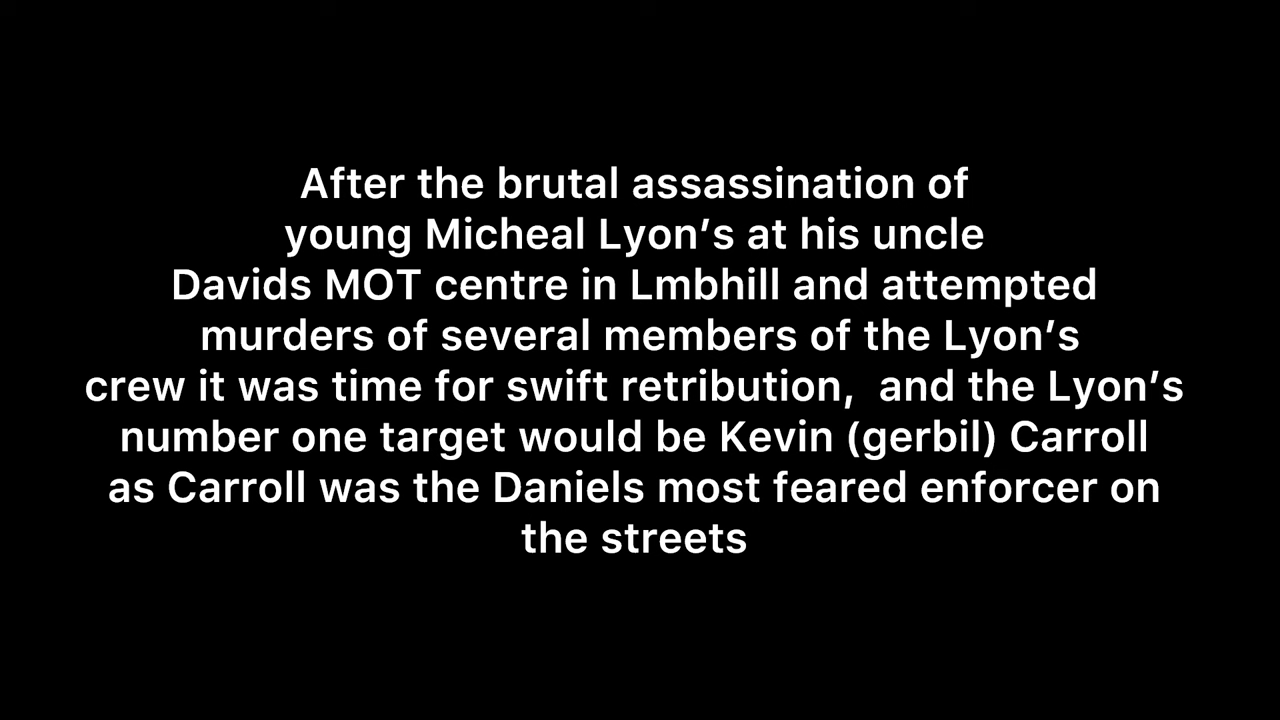 After the brutal assassination of
young Micheal Lyon’s at his uncle
Davids MOT centre in Lmbhill and attempted
murders of several members of the Lyon’s
crew it was time for swift retribution,  and the Lyon’s
number one target would be Kevin (gerbil) Carroll
as Carroll was the Daniels most feared enforcer on
the streets